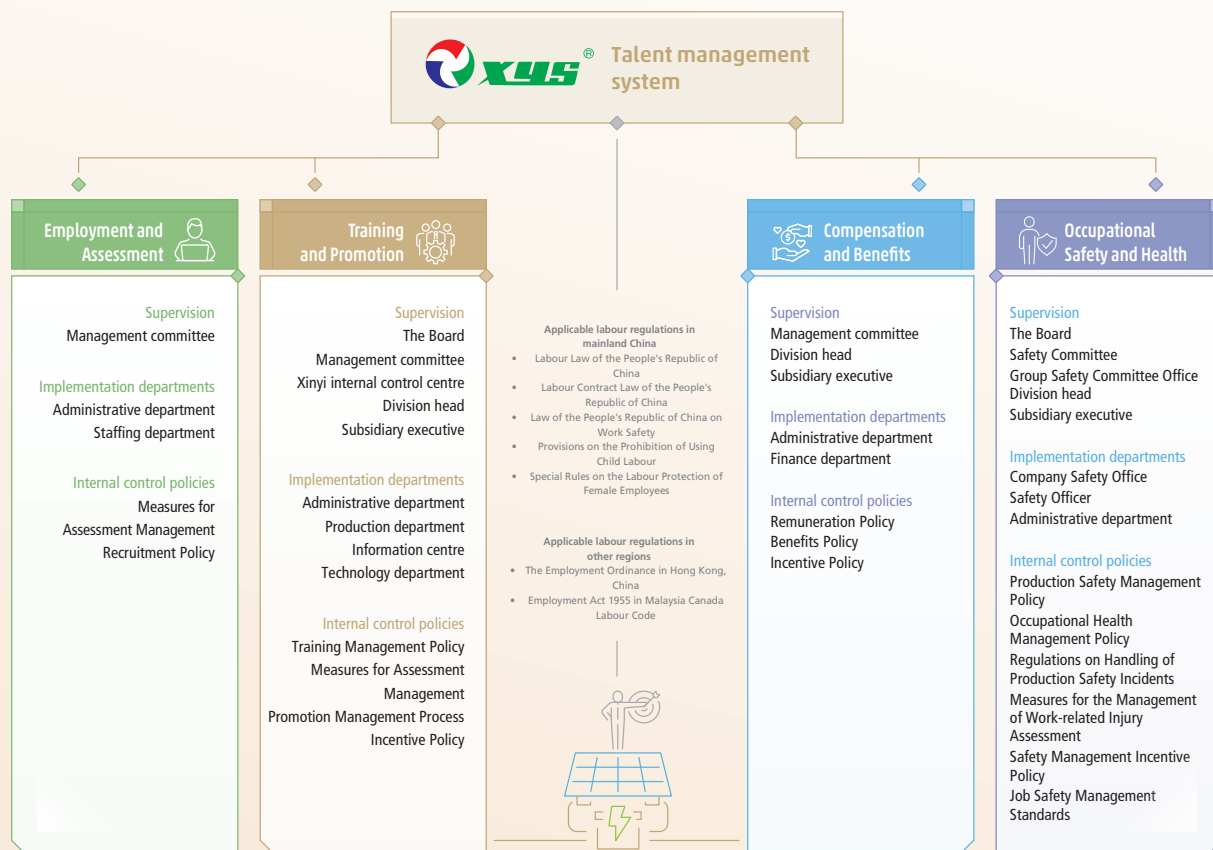 xys ®
Talent management
system
Employment and
Assessment
Supervision
Management committee
Implementation departments
Administrative department
Staffing department
Internal control policies
Measures for
Assessment Management
Recruitment Policy
Training
and Promotion
Supervision
The Board
Management committee
Xinyi internal control centre
Division head
Subsidiary executive
Implementation departments
Administrative department
Production department
Information centre
Technology department
Internal control policies
Training Management Policy
Measures for Assessment
Management
Promotion Management Process
Incentive Policy
Applicable labour regulations in
mainland China
• Labour Law of the People's Republic of
China
• Labour Contract Law of the People's
Republic of China
• Law of the People's Republic of China on
Work Safety
• Provisions on the Prohibition of Using
Child Labour
• Special Rules on the Labour Protection of
Female Employees
Applicable labour regulations in
other regions
• The Employment Ordinance in Hong Kong,
China
• Employment Act 1955 in Malaysia Canada
Labour Code
Compensation
and Benefits
Supervision
Management committee
Division head
Subsidiary executive
Implementation departments
Administrative department
Finance department
Internal control policies
Remuneration Policy
Benefits Policy
Incentive Policy
Occupational
Safety and Health
Supervision
The Board
Safety Committee
Group Safety Committee Office
Division head
Subsidiary executive
Implementation departments
Company Safety Office
Safety Officer
Administrative department
Internal control policies
Production Safety Management
Policy
Occupational Health
Management Policy
Regulations on Handling of
Production Safety Incidents
Measures for the Management
of Work-related Injury
Assessment
Safety Management Incentive
Policy
Job Safety Management
Standards